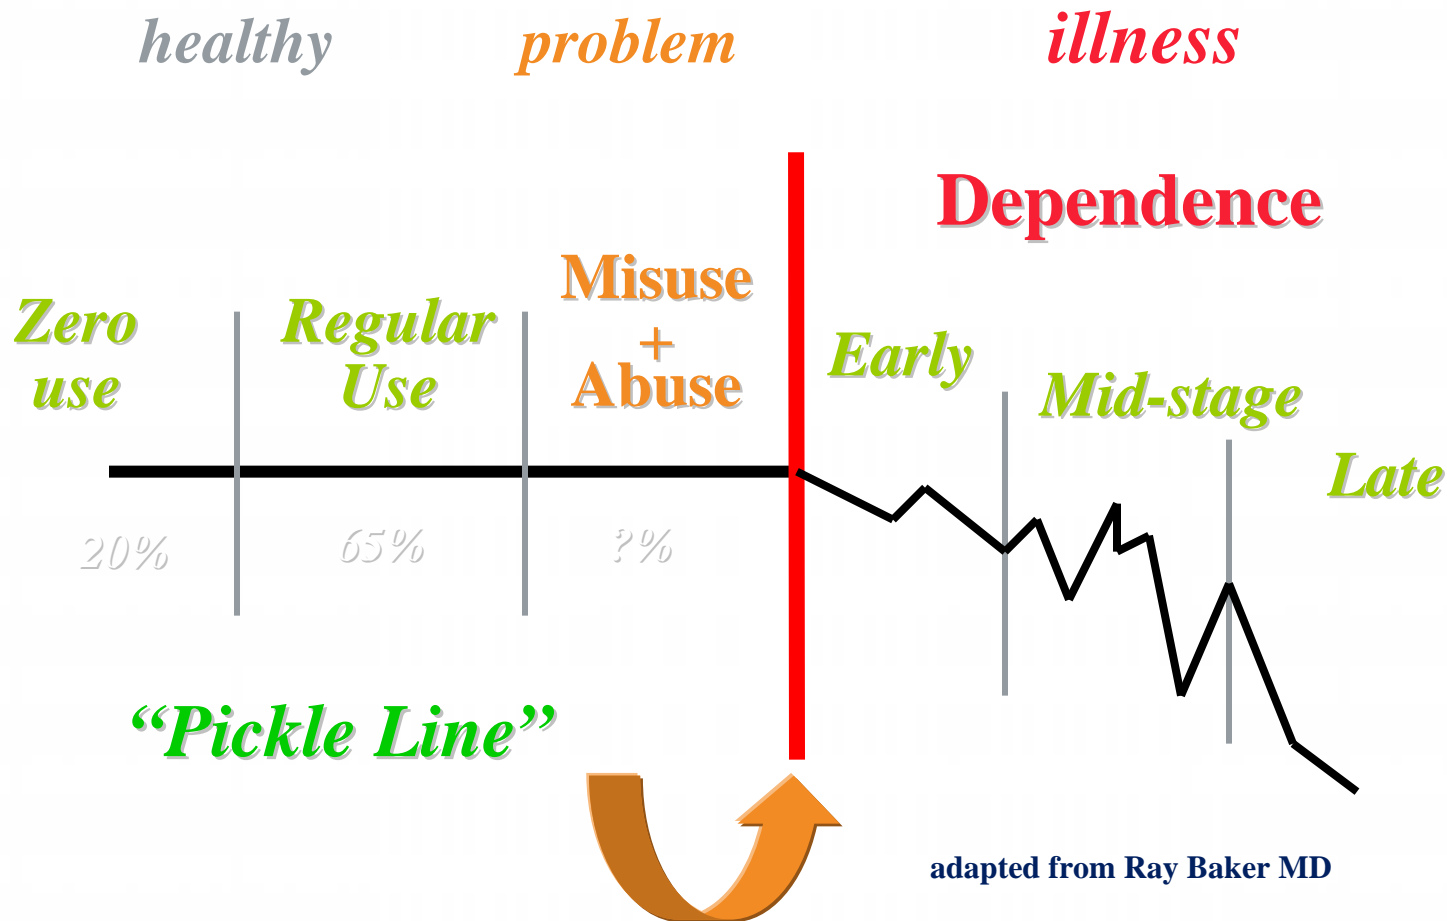 healthy
problem
illness
Dependence
Misuse
+
Abuse
Zero
use
Regular
Use
Early
Mid-stage
Late
20%
65%
?%
“Pickle Line”
adapted from Ray Baker MD